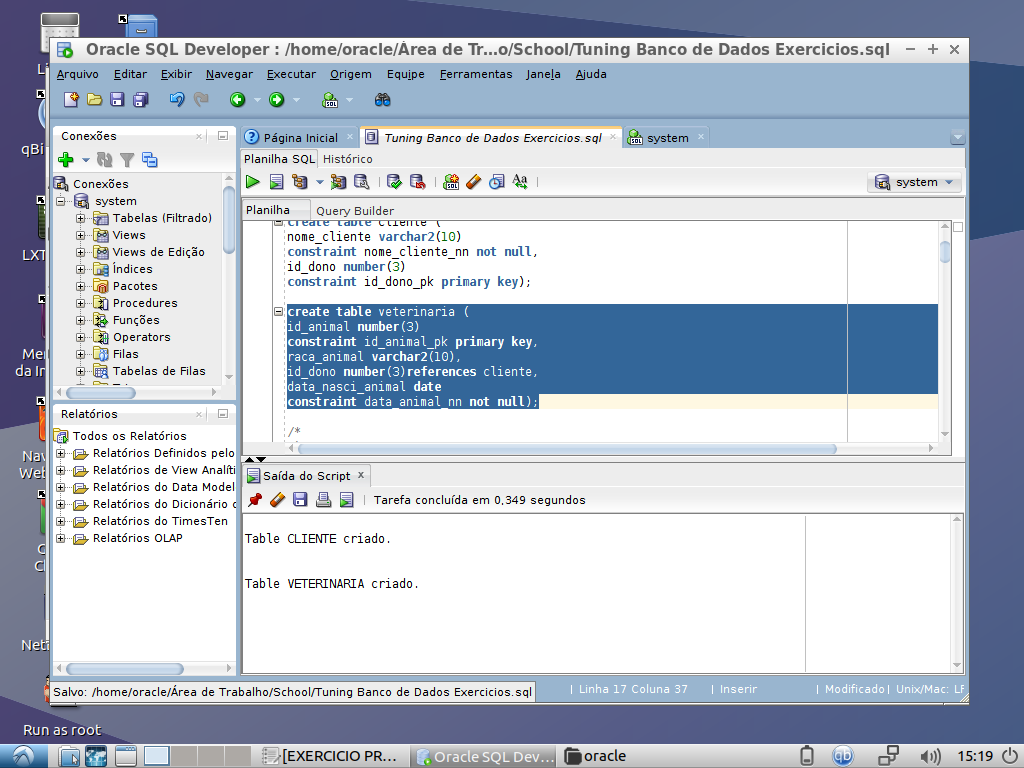 Oracle SQL Developer : /home/oracle/Área de Tr...o/School/Tuning Banco de Dados Exercicios.sql
Arquivo Editar Exibir Navegar Executar Origem Equipe Ferramentas Janela Ajuda
Conexões
Conexões
system
Tabelas (Filtrado)
Views
Views de Edição
Índices
Pacotes
Procedures
Funções
Operators
Filas
Tabelas de Filas
Relatórios
Todos os Relatórios
Relatórios Definidos pelo
Relatórios de View Analíti
Relatórios do Data Model
Relatórios do Dicionário
Relatórios do TimesTen
Relatórios OLAP
Página Inicial
Tuning Banco de Dados Exercicios.sql
system
Planilha SQL Histórico
system
Planilha Query Builder
create table cliente (
nome_cliente varchar2(10)
constraint nome_cliente_nn not null,
id_dono number(3)
constraint id_dono_pk primary key);
create table veterinaria (
id_animal number(3)
constraint id_animal_pk primary key,
raca_animal varchar2(10),
id_dono number(3)references cliente,
data_nasci_animal date
constraint data_animal_nn not null);
/*
Saída do Script
Tarefa concluída em 0,349 segundos
Table CLIENTE criado.
Table VETERINARIA criado.
Salvo: /home/oracle/Área de Trabalho/School/Tuning Banco de Dados Exercicios.sql
Linha 17 Coluna 37
Inserir
Modificado
Unix/Mac: LF
Run as root
[EXERCICIO PR...
Oracle SQL Dev...
oracle
qb
15:19